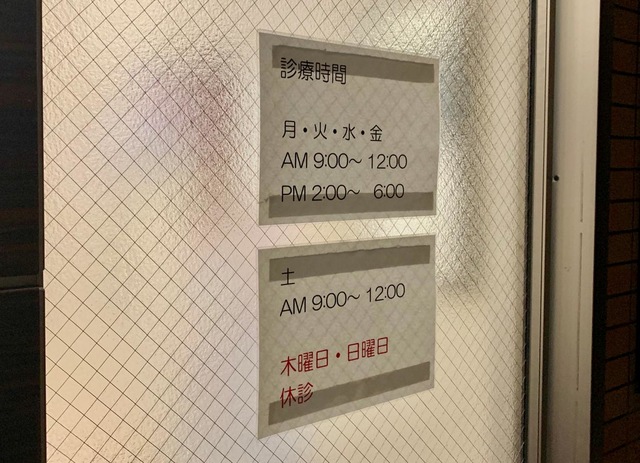 診療時間
月・火・水・金
AM 9:00〜 12:00
PM 2:00〜 6:00
土
AM 9:00〜 12:00
木曜日・日曜日
休診